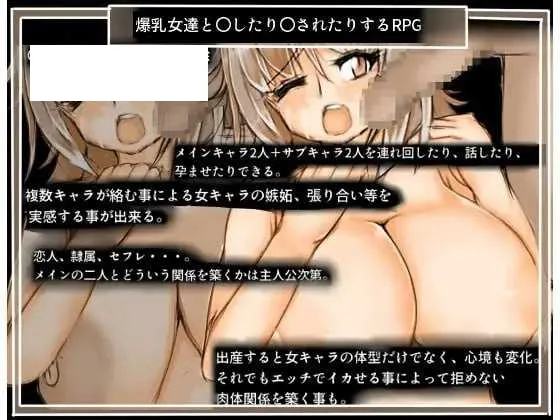 爆乳女達と〇したり〇されたりするRPG
メインキャラ2人＋サブキャラ2人を連れ回したり、話したり、
孕ませたりできる。
複数キャラが絡む事による女キャラの嫉妬、張り合い等を
実感する事が出来る。
恋人、隷属、セフレ・・・。
メインの二人とどういう関係を築くかは主人公次第。
出産すると女キャラの体型だけでなく、心境も変化。
それでもエッチでイカせる事によって拒めない
肉体関係を築く事も。